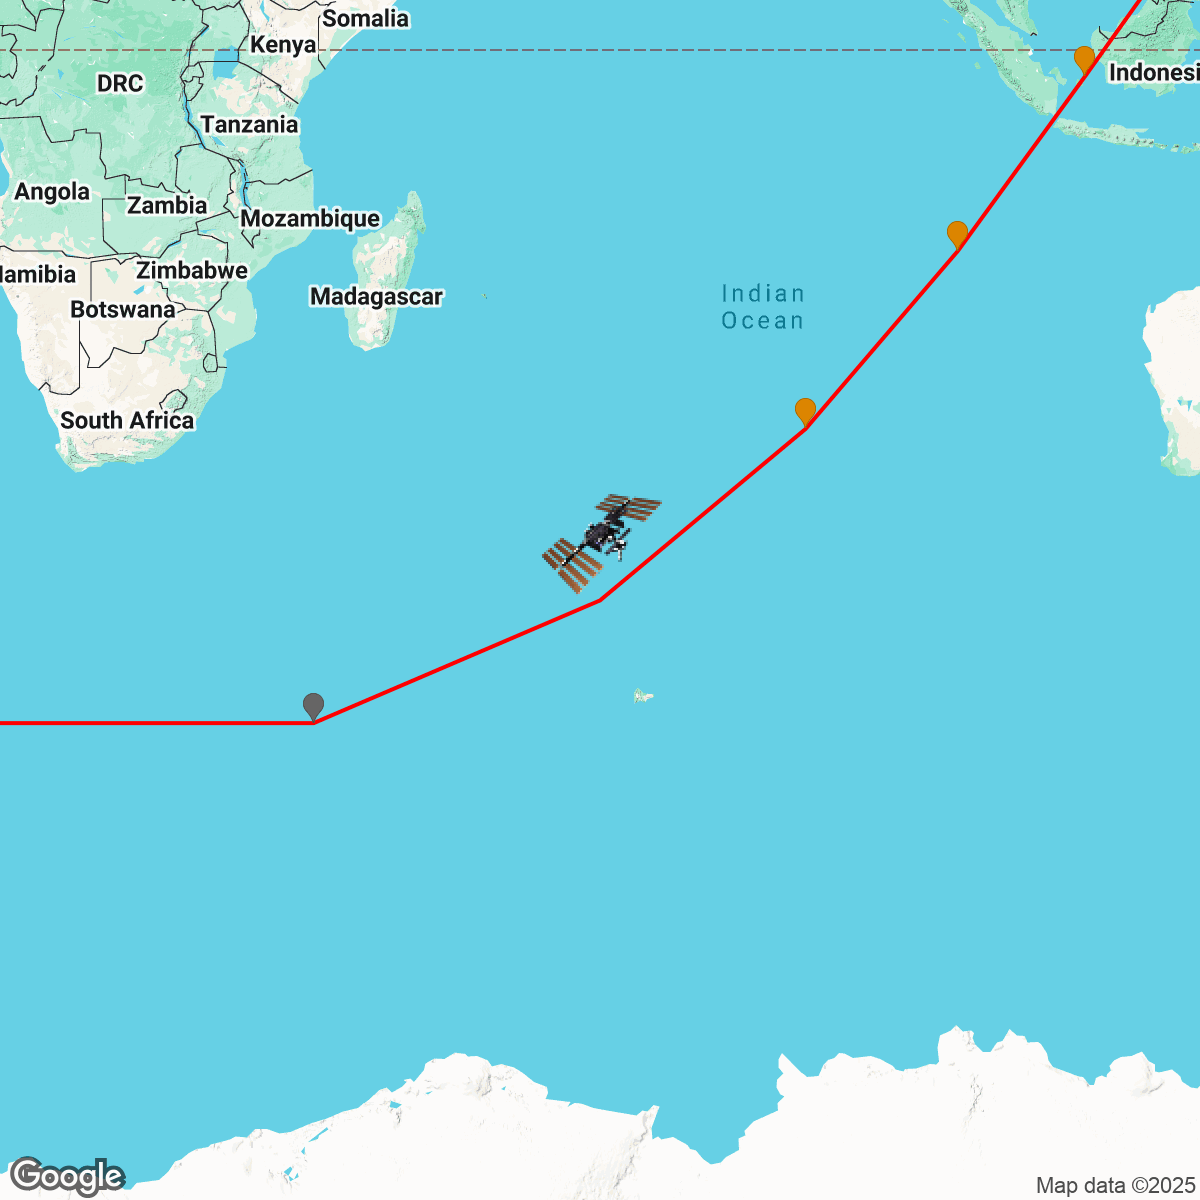 Somalia
Kenya
DRC
Indonesi
Tanzania
Angola
Zambia
Mozambique
amibia
Zimbabwe
Botswana
Madagascar
Indian
Ocean
South Africa
Google
Map data ©2025